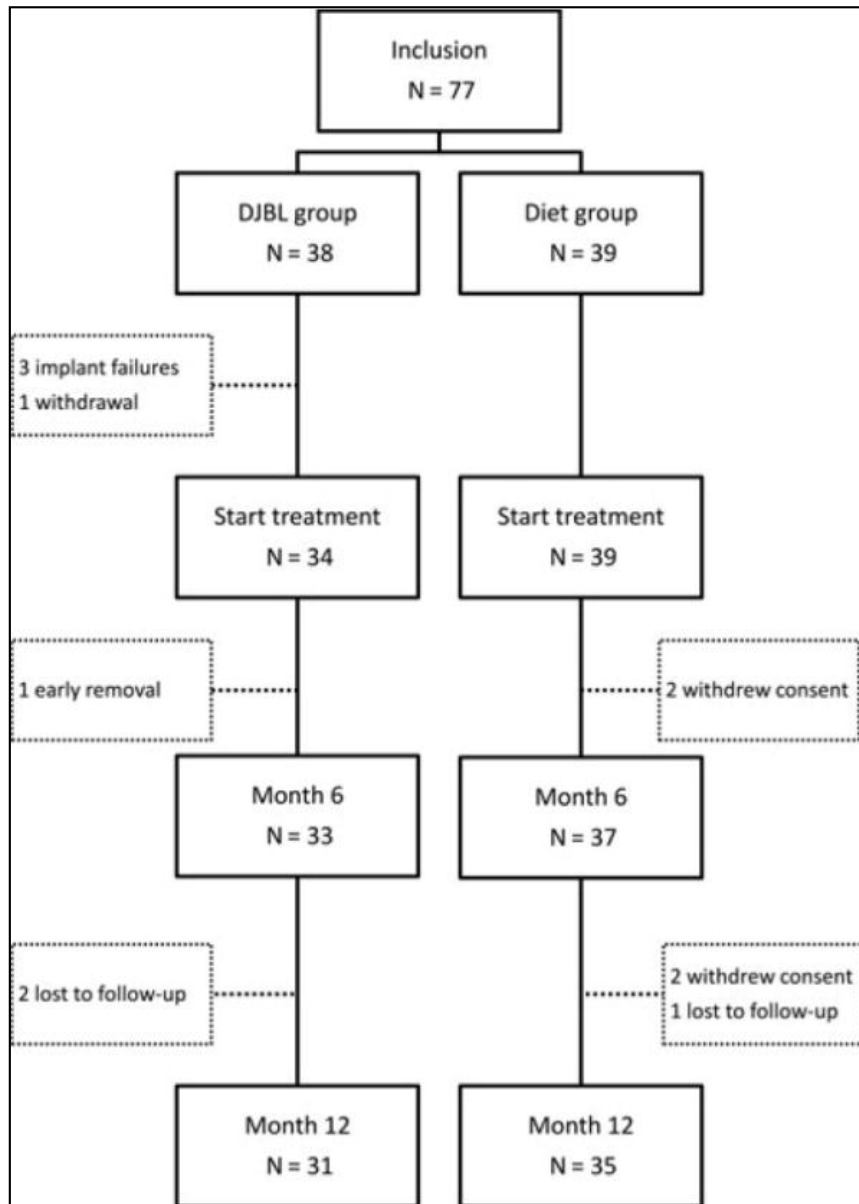 Inclusion
N = 77
DJBL group
N = 38
Diet group
N = 39
3 implant failures
1 withdrawal
Start treatment
N = 34
Start treatment
N = 39
1 early removal
2 withdrew consent
Month 6
N = 33
Month 6
N = 37
2 lost to follow-up
2 withdrew consent
1 lost to follow-up
Month 12
N = 31
Month 12
N = 35